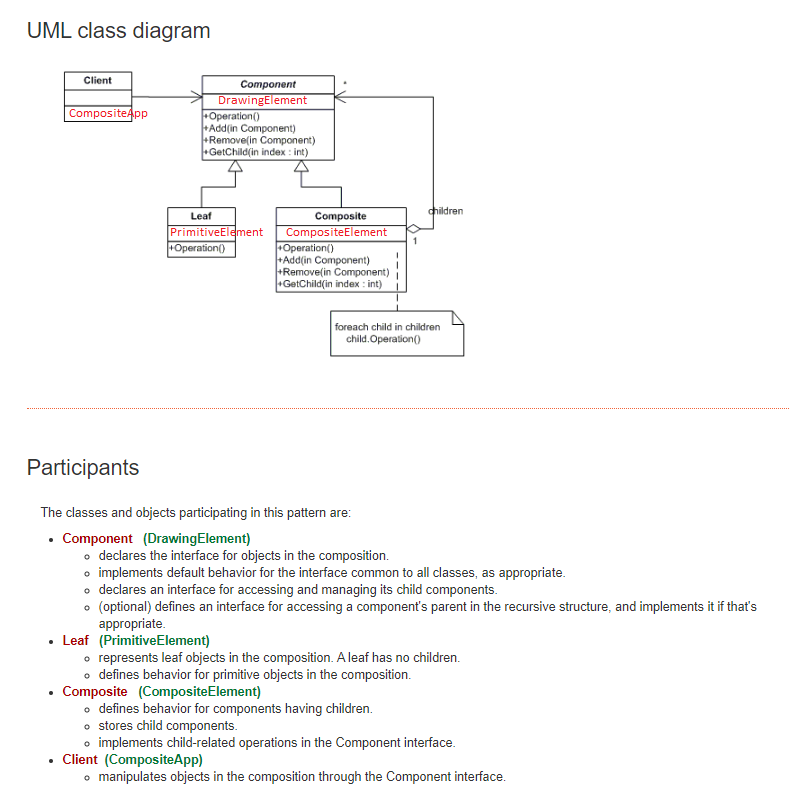 UML class diagram
Client
CompositeApp
Component
*
DrawingElement
+Operation()
+Add(in Component)
+Remove(in Component)
+GetChild(in index : int)
Leaf
PrimitiveElement
+Operation()
Composite
CompositeElement
+Operation()
+Add(in Component)
+Remove(in Component)
+GetChild(in index : int)
children
1
foreach child in children
child.Operation()
Participants
The classes and objects participating in this pattern are:
Component (DrawingElement)
declares the interface for objects in the composition.
implements default behavior for the interface common to all classes, as appropriate.
declares an interface for accessing and managing its child components.
(optional) defines an interface for accessing a component's parent in the recursive structure, and implements it if that's
appropriate.
Leaf (PrimitiveElement)
represents leaf objects in the composition. A leaf has no children.
defines behavior for primitive objects in the composition.
Composite (CompositeElement)
defines behavior for components having children.
stores child components.
implements child-related operations in the Component interface.
Client (CompositeApp)
manipulates objects in the composition through the Component interface.